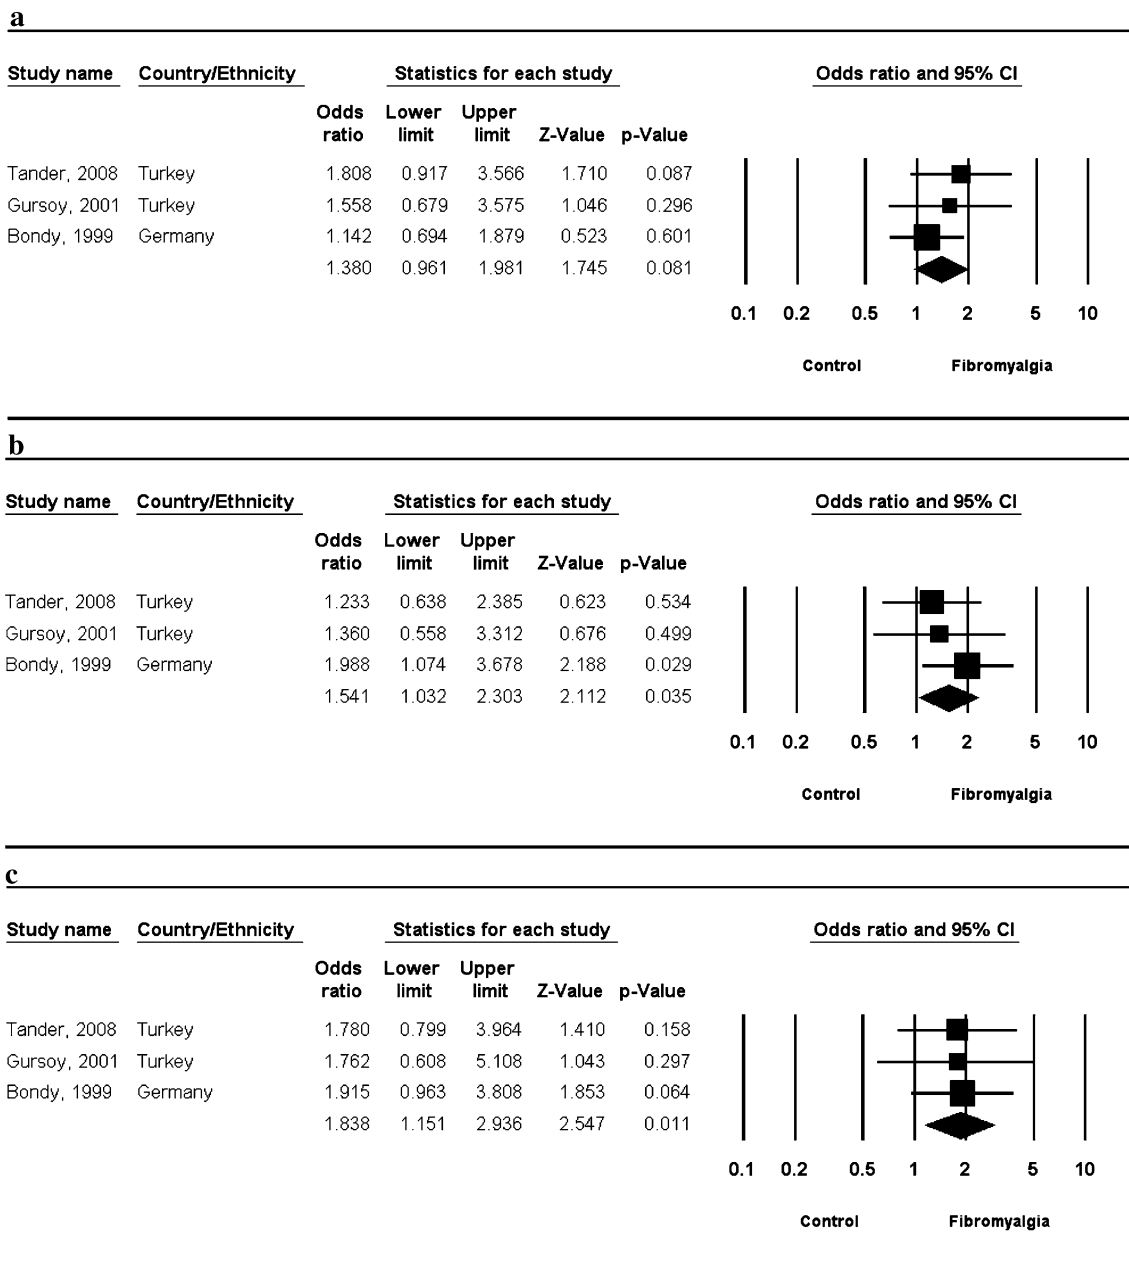 a
Study name Country/Ethnicity Statistics for each study Odds ratio and 95% CI
Odds Lower Upper
ratio limit limit Z-Value p-Value
Tander, 2008 Turkey 1.808 0.917 3.566 1.710 0.087
Gursoy, 2001 Turkey 1.558 0.679 3.575 1.046 0.296
Bondy, 1999 Germany 1.142 0.694 1.879 0.523 0.601
1.380 0.961 1.981 1.745 0.081
0.1 0.2 0.5 1 2 5 10
Control Fibromyalgia
b
Study name Country/Ethnicity Statistics for each study Odds ratio and 95% CI
Odds Lower Upper
ratio limit limit Z-Value p-Value
Tander, 2008 Turkey 1.233 0.638 2.385 0.623 0.534
Gursoy, 2001 Turkey 1.360 0.558 3.312 0.676 0.499
Bondy, 1999 Germany 1.988 1.074 3.678 2.188 0.029
1.541 1.032 2.303 2.112 0.035
0.1 0.2 0.5 1 2 5 10
Control Fibromyalgia
c
Study name Country/Ethnicity Statistics for each study Odds ratio and 95% CI
Odds Lower Upper
ratio limit limit Z-Value p-Value
Tander, 2008 Turkey 1.780 0.799 3.964 1.410 0.158
Gursoy, 2001 Turkey 1.762 0.608 5.108 1.043 0.297
Bondy, 1999 Germany 1.915 0.963 3.808 1.853 0.064
1.838 1.151 2.936 2.547 0.011
0.1 0.2 0.5 1 2 5 10
Control Fibromyalgia